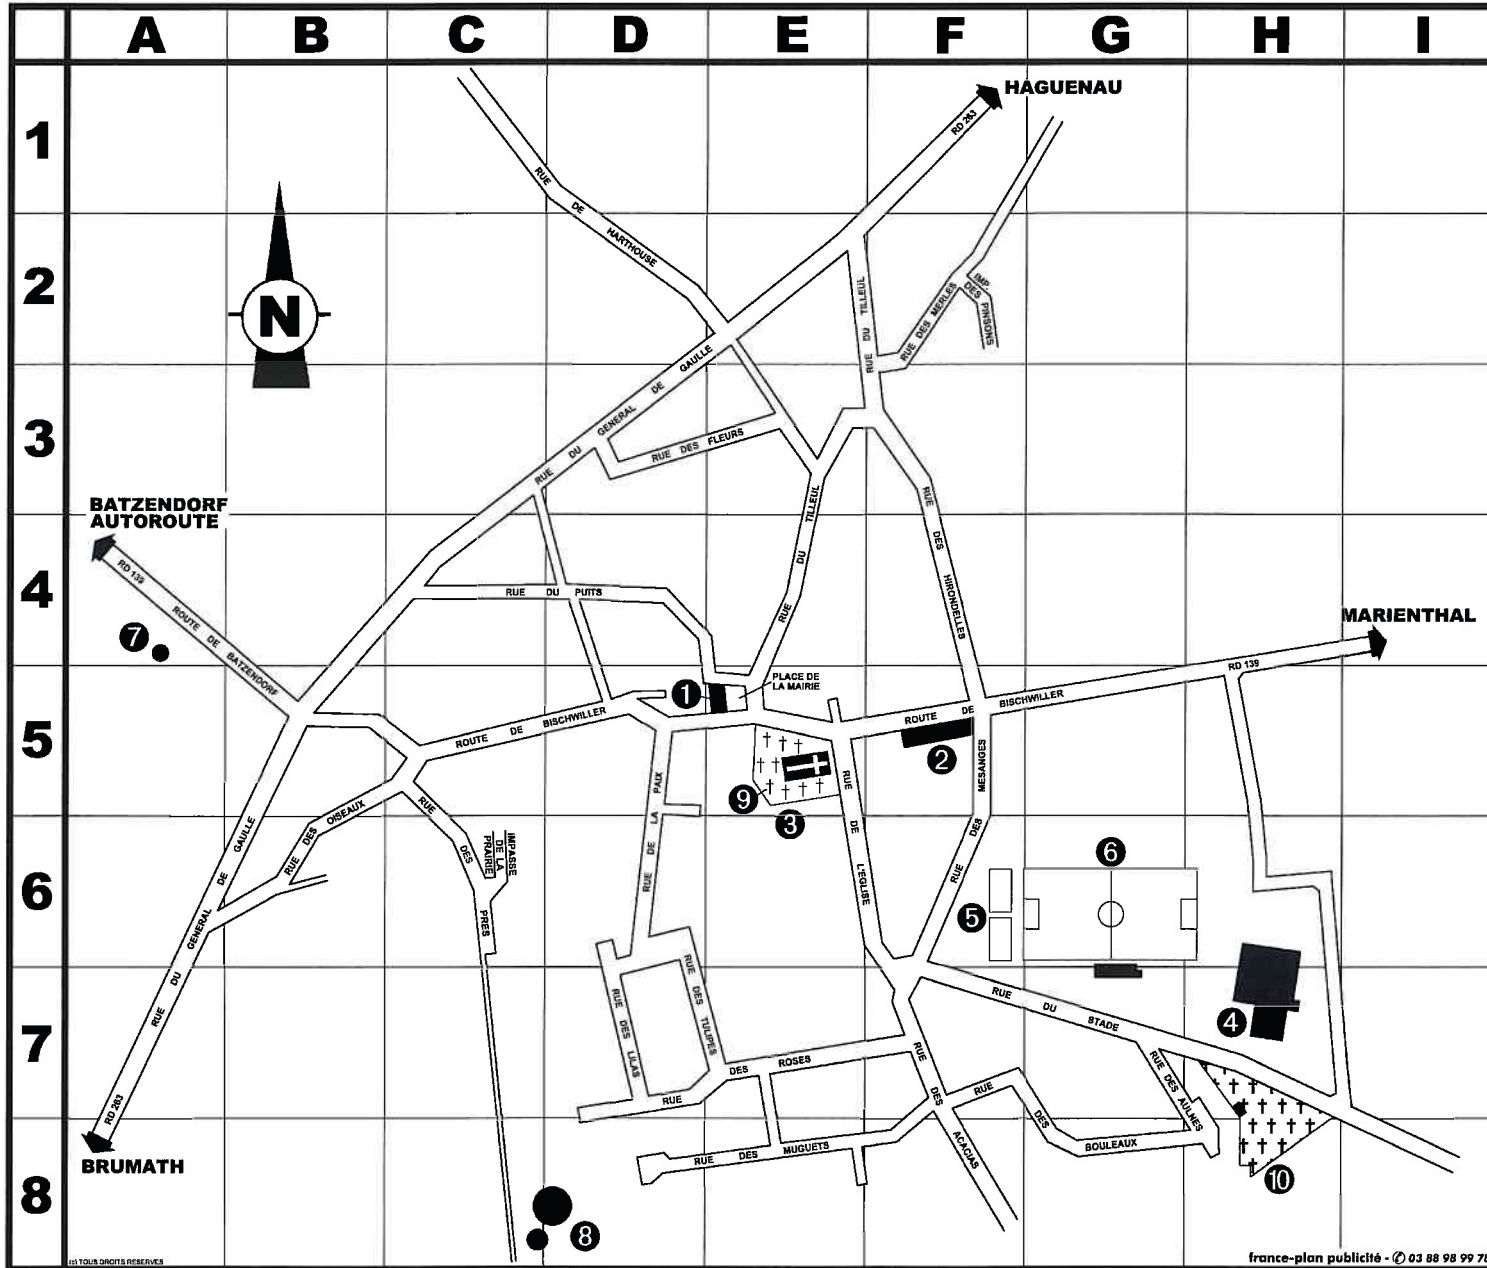 A B C D E F G H I
1
2
3
4
5
6
7
8
HAGUENAU
RD 263
RUE DE HARTHOUSE
N
RUE DU TILLEUL
RUE DES MERLES
IMP. DES PINSONS
RUE DU GENERAL DE GAULLE
RUE DES FLEURS
BATZENDORF
AUTOROUTE
RD 139
ROUTE DE BATZENDORF
7
RUE DU PUITS
RUE DU TILLEUL
RUE DES HIRONDELLES
MARIENTHAL
RD 139
1
PLACE DE
LA MAIRIE
ROUTE DE BISCHWILLER
ROUTE DE BISCHWILLER
2
9
3
RUE DES OISEAUX
RUE DES PRES
IMPASSE
DE LA
PRAIRIE
RUE DE LA PAIX
RUE DE L'EGLISE
RUE DES MESANGES
6
5
RUE DU GENERAL DE GAULLE
RD 263
BRUMATH
RUE DES LILAS
RUE DES TULIPES
RUE DES ROSES
RUE DU STADE
4
RUE DES ACACIAS
RUE DES BOULEAUX
RUE DES AULNES
RUE DES MUGUETS
10
8
(c) TOUS DROITS RESERVES
france-plan publicité - ✆ 03 88 98 99 78